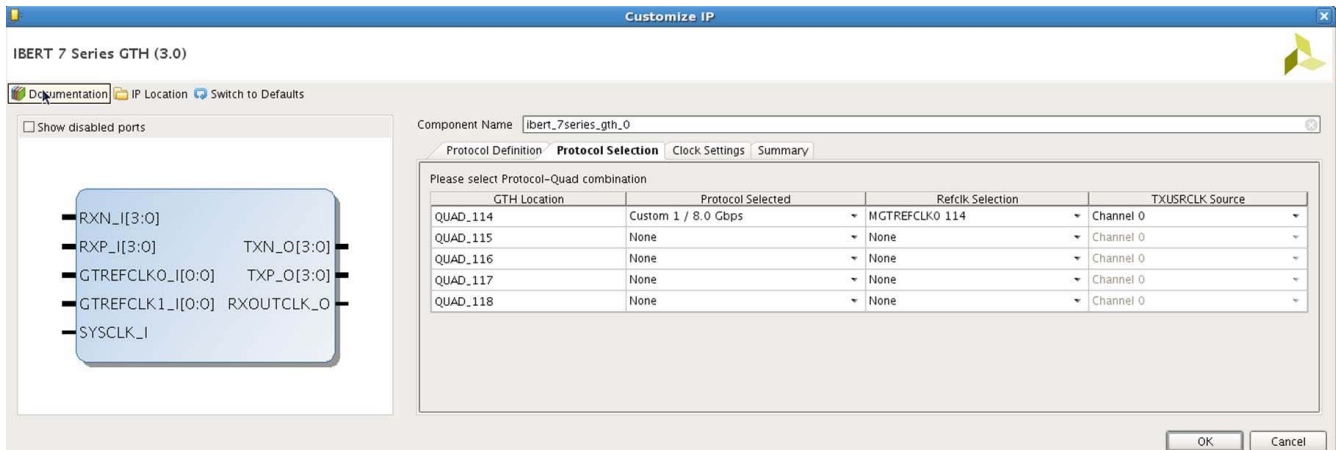 Customize IP
IBERT 7 Series GTH (3.0)
Documentation IP Location Switch to Defaults
Show disabled ports
RXN_I[3:0]
RXP_I[3:0] TXN_O[3:0]
GTREFCLK0_I[0:0] TXP_O[3:0]
GTREFCLK1_I[0:0] RXOUTCLK_O
SYSCLK_I
Component Name ibert_7series_gth_0
Protocol Definition Protocol Selection Clock Settings Summary
Please select Protocol-Quad combination
GTH Location Protocol Selected Refclk Selection TXUSRCLK Source
QUAD_114 Custom 1 / 8.0 Gbps MGTREFCLK0 114 Channel 0
QUAD_115 None None Channel 0
QUAD_116 None None Channel 0
QUAD_117 None None Channel 0
QUAD_118 None None Channel 0
OK Cancel